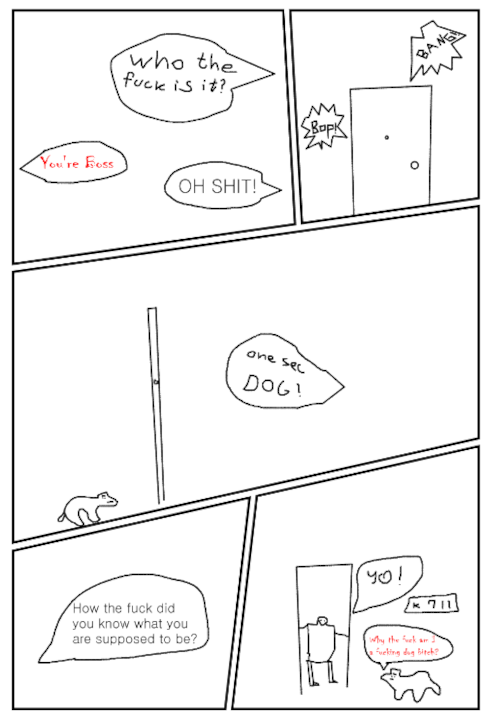 who the
fuck is it?
You're Boss
OH SHIT!
BANG!!
BOPK
one sec
DOG!
How the fuck did
you know what you
are supposed to be?
YO!
K 711
Why the fuck am I
a fucking dog bitch?